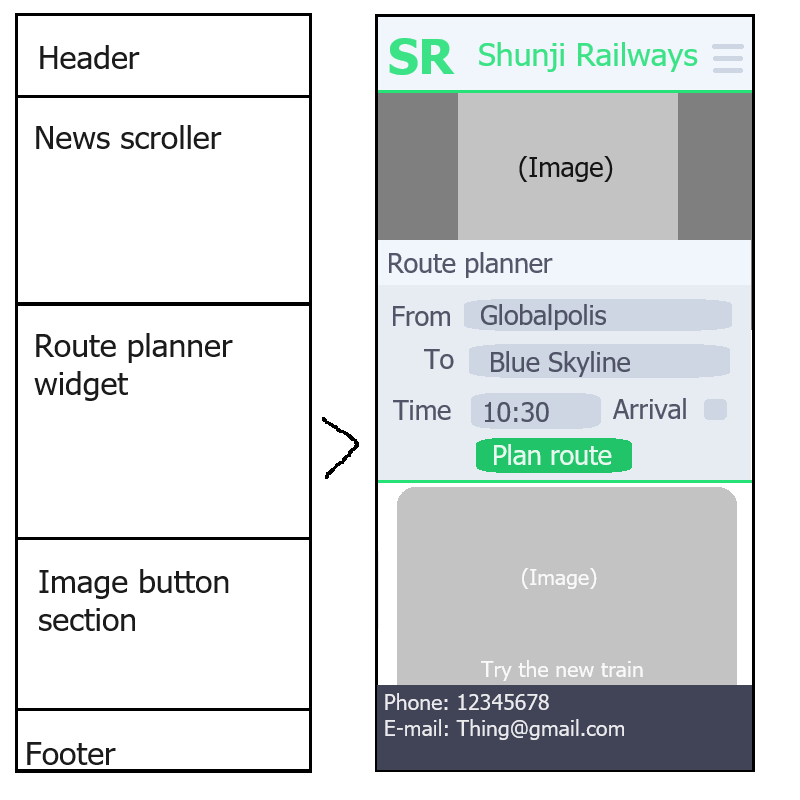 Header
News scroller
Route planner
widget
Image button
section
Footer
SR Shunji Railways
(Image)
Route planner
From Globalpolis
To Blue Skyline
Time 10:30 Arrival
Plan route
(Image)
Try the new train
Phone: 12345678
E-mail: Thing@gmail.com